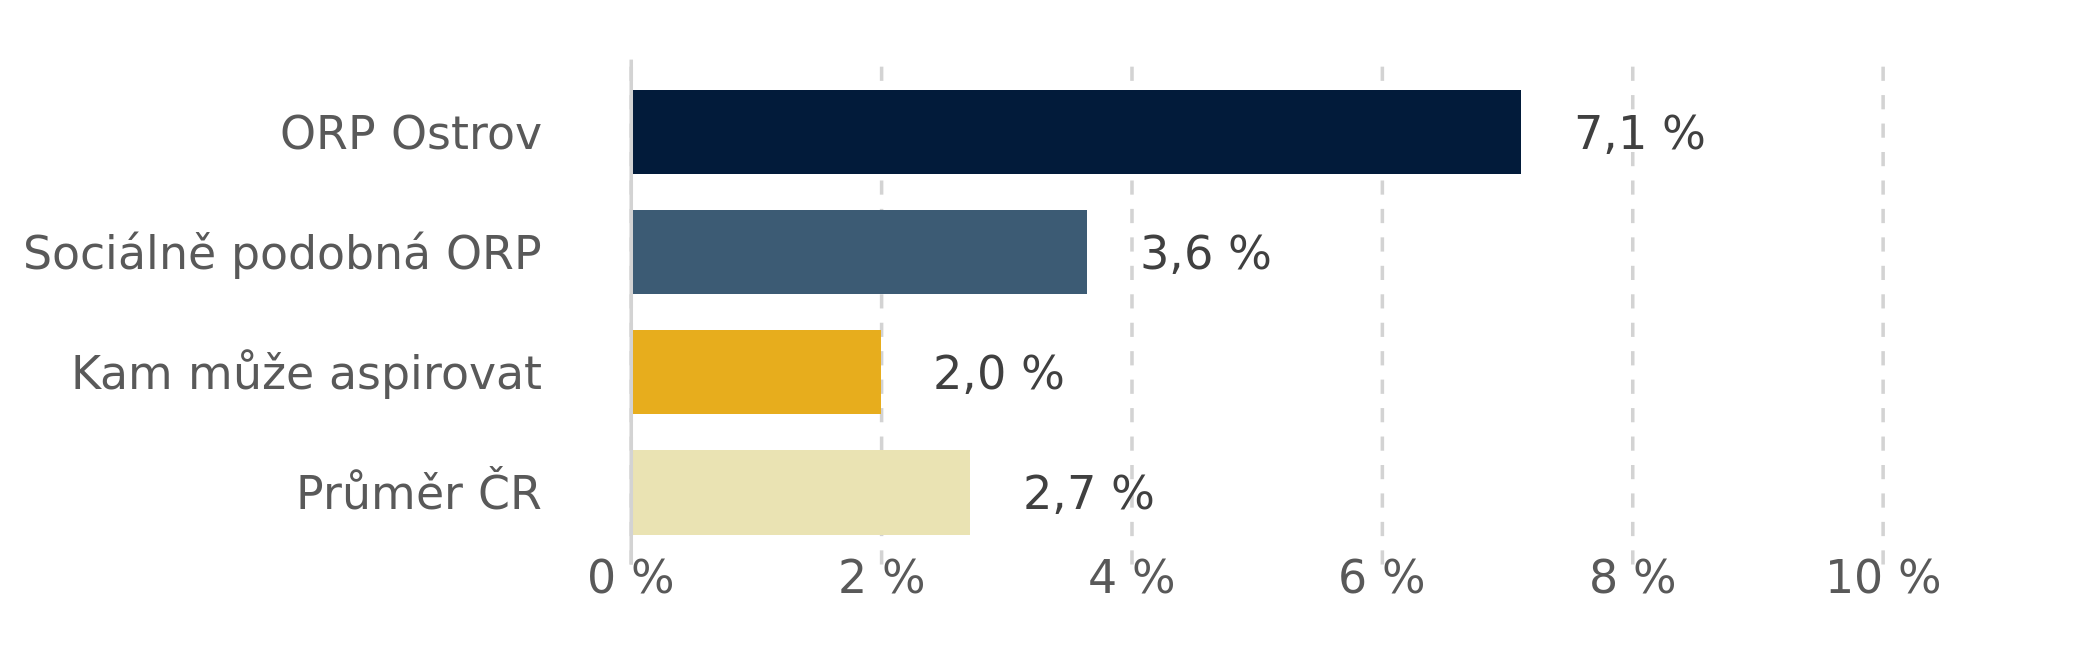 ORP Ostrov 7,1 %
Sociálně podobná ORP 3,6 %
Kam může aspirovat 2,0 %
Průměr ČR 2,7 %
0 % 2 % 4 % 6 % 8 % 10 %